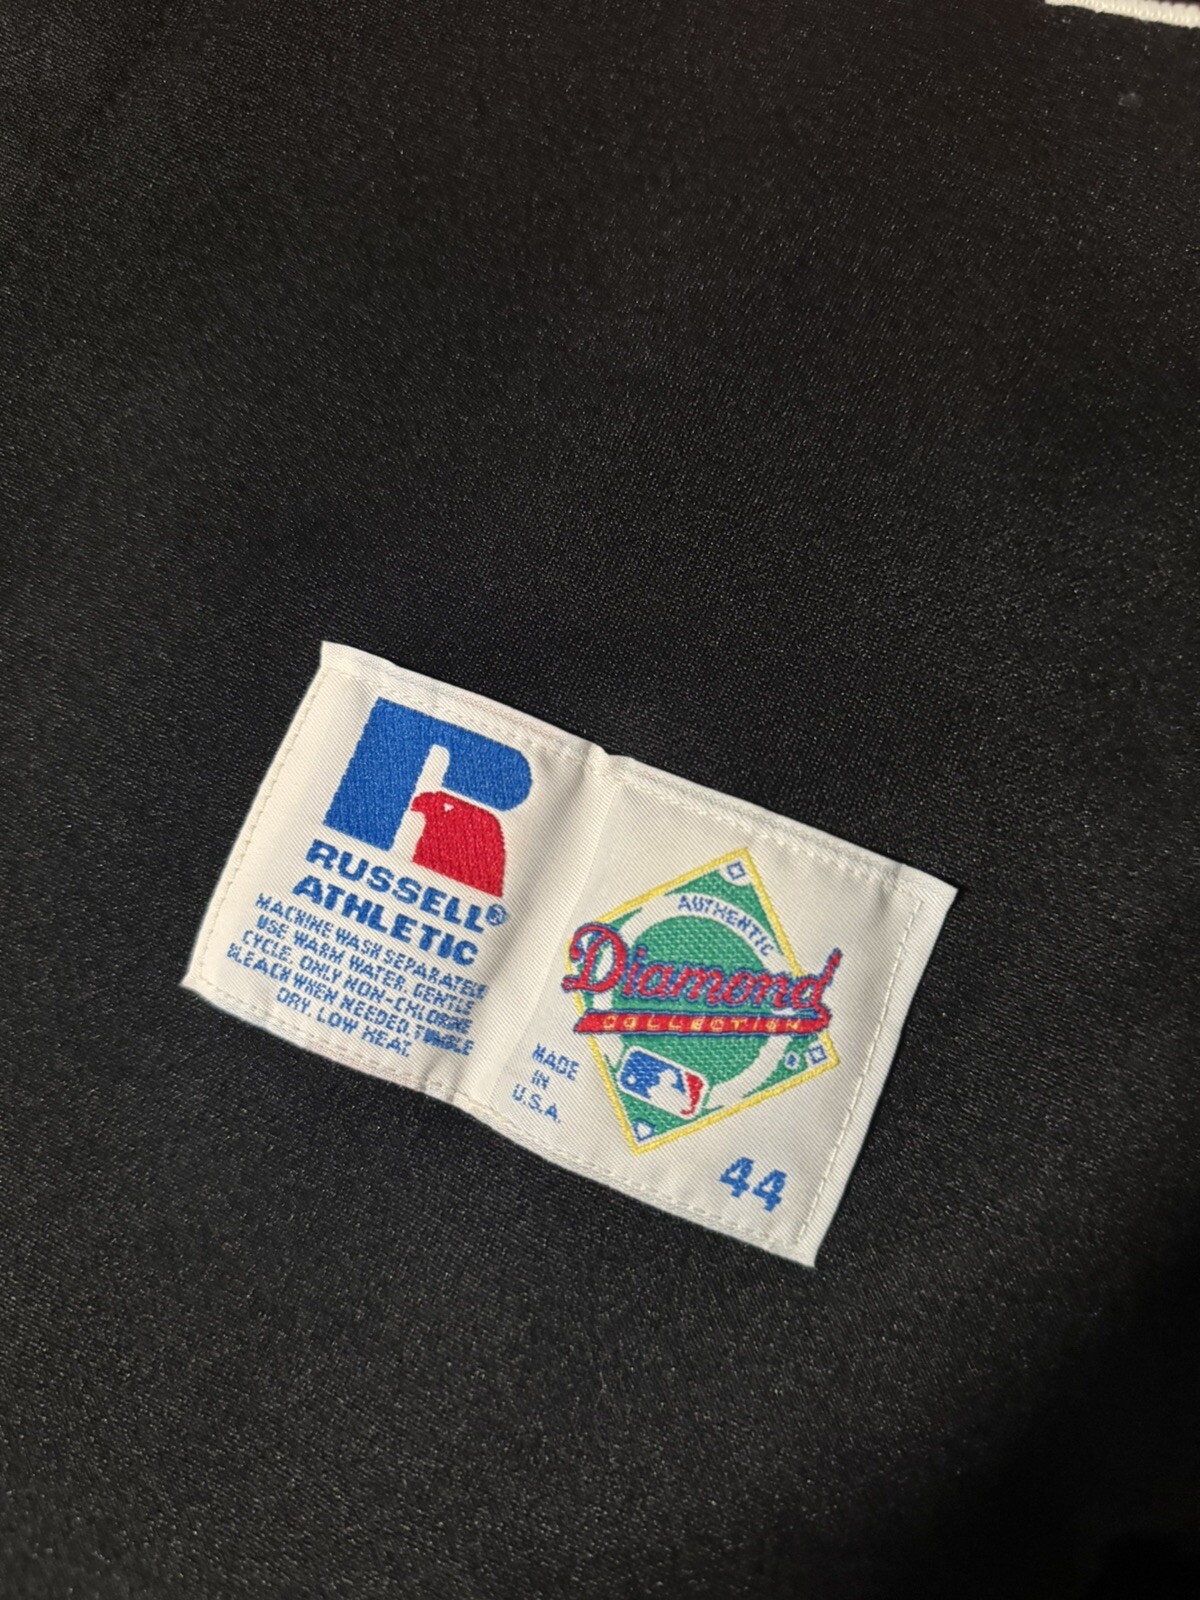 RUSSELL®
ATHLETIC
MACHINE WASH SEPARATELY
USE WARM WATER. GENTLE
CYCLE. ONLY NON-CHLORINE
BLEACH WHEN NEEDED. TUMBLE
DRY. LOW HEAT.
AUTHENTIC
Diamond
COLLECTION
®
MADE
IN
U.S.A.
44